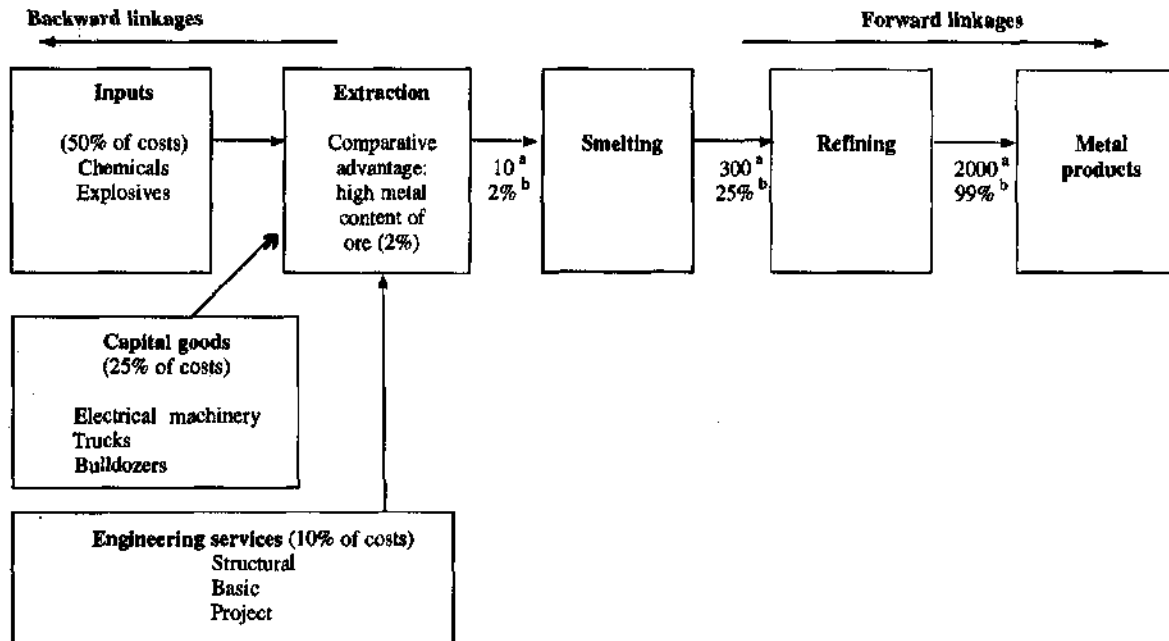 Backward linkages
Forward linkages
Inputs
(50% of costs)
Chemicals
Explosives
Extraction
Comparative
advantage:
high metal
content of
ore (2%)
10 a
2% b
Smelting
300 a
25% b
Refining
2000 a
99% b
Metal
products
Capital goods
(25% of costs)
Electrical machinery
Trucks
Bulldozers
Engineering services (10% of costs)
Structural
Basic
Project